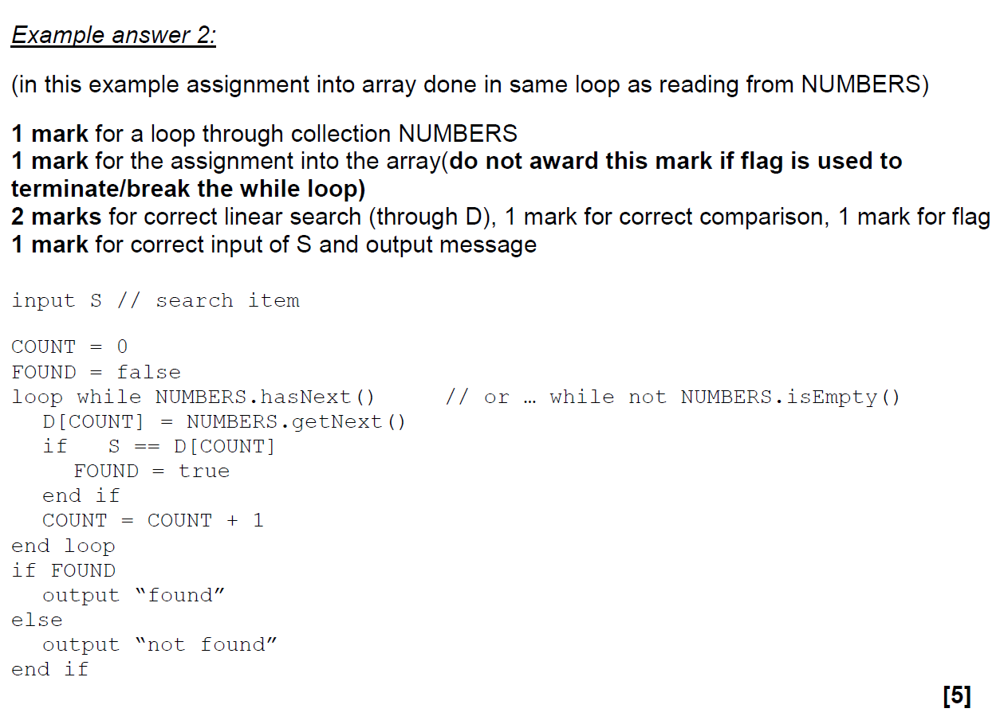 Example answer 2:
(in this example assignment into array done in same loop as reading from NUMBERS)
1 mark for a loop through collection NUMBERS
1 mark for the assignment into the array(do not award this mark if flag is used to
terminate/break the while loop)
2 marks for correct linear search (through D), 1 mark for correct comparison, 1 mark for flag
1 mark for correct input of S and output message
input S // search item
COUNT = 0
FOUND = false
loop while NUMBERS.hasNext() // or … while not NUMBERS.isEmpty()
D[COUNT] = NUMBERS.getNext()
if S == D[COUNT]
FOUND = true
end if
COUNT = COUNT + 1
end loop
if FOUND
output “found”
else
output “not found”
end if
[5]